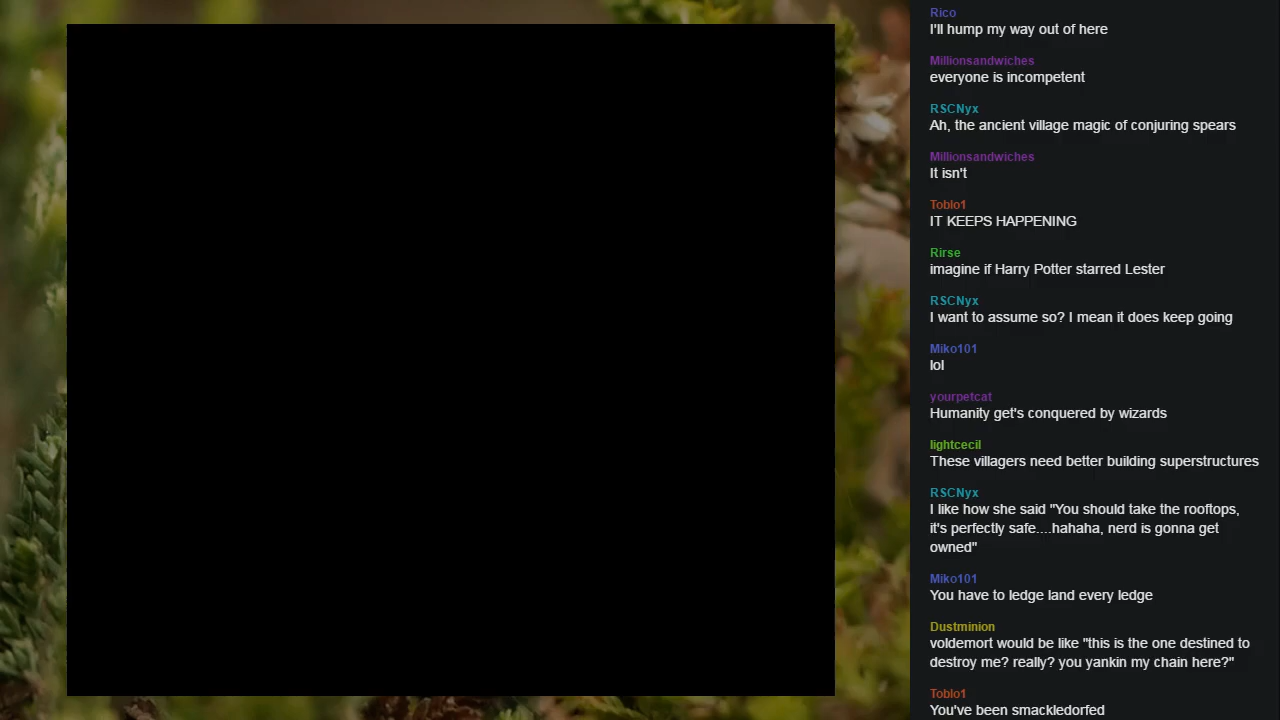 Rico
I'll hump my way out of here
Millionsandwiches
everyone is incompetent
RSCNyx
Ah, the ancient village magic of conjuring spears
Millionsandwiches
It isn't
Toblo1
IT KEEPS HAPPENING
Rirse
imagine if Harry Potter starred Lester
RSCNyx
I want to assume so? I mean it does keep going
Miko101
lol
yourpetcat
Humanity get's conquered by wizards
lightcecil
These villagers need better building superstructures
RSCNyx
I like how she said "You should take the rooftops,
it's perfectly safe....hahaha, nerd is gonna get
owned"
Miko101
You have to ledge land every ledge
Dustminion
voldemort would be like "this is the one destined to
destroy me? really? you yankin my chain here?"
Toblo1
You've been smackledorfed